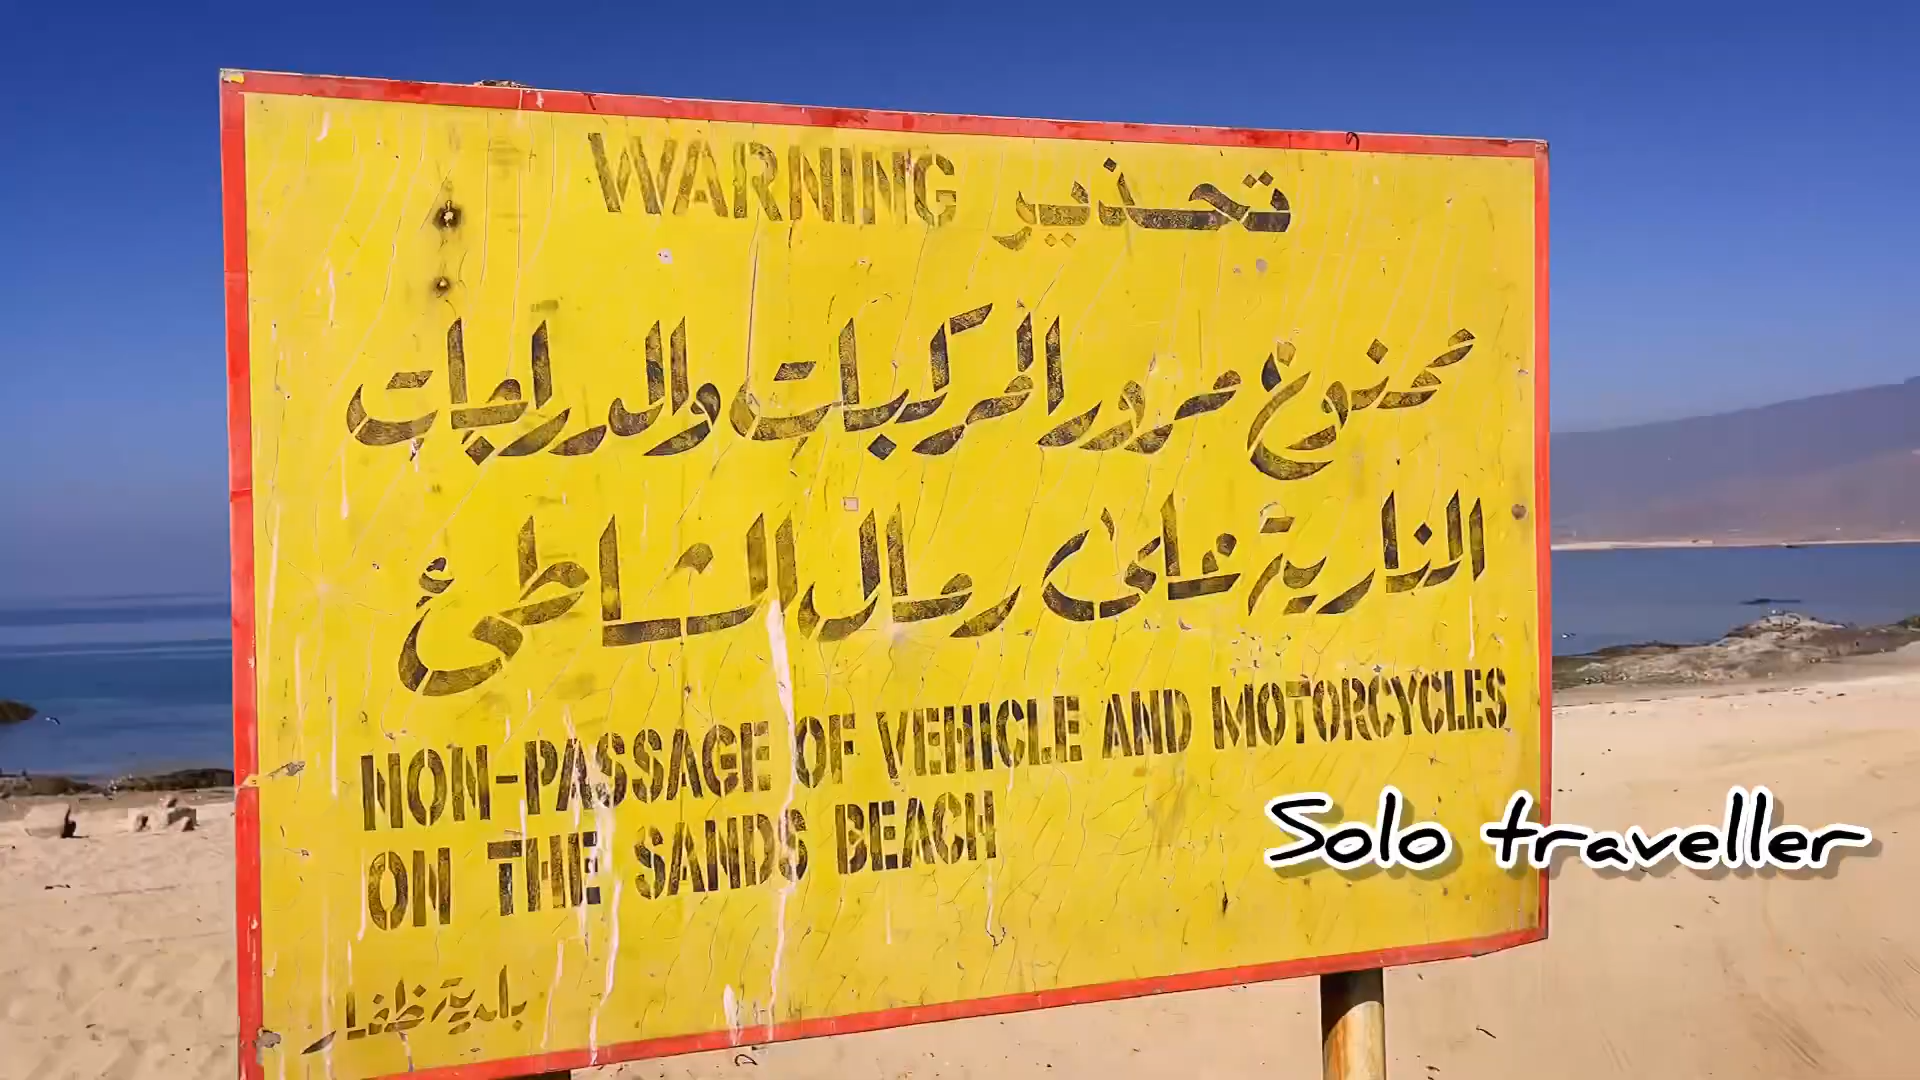 WARNING تحذير
ممنوع مرور المركبات والدراجات
النارية على رمال الشاطئ
NON-PASSAGE OF VEHICLE AND MOTORCYCLES
ON THE SANDS BEACH
Solo traveller
بلدية ظفار